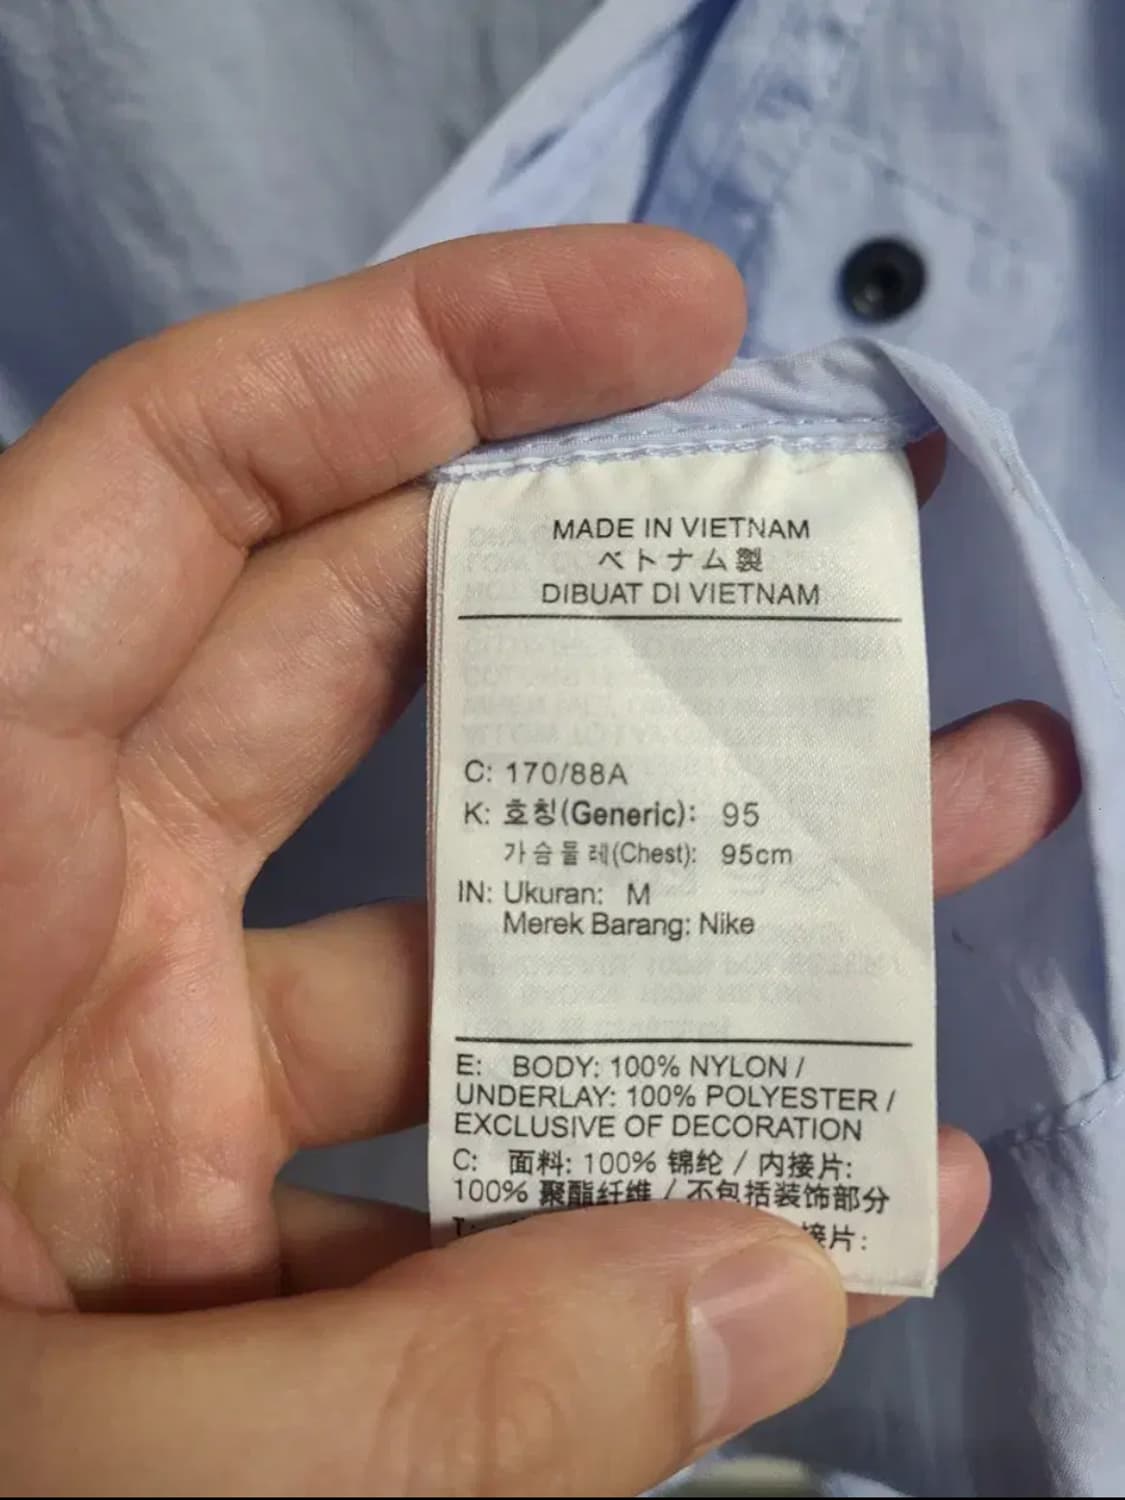 MADE IN VIETNAM
ベトナム製
DIBUAT DI VIETNAM
C: 170/88A
K: 호칭(Generic): 95
가슴둘레(Chest): 95cm
IN: Ukuran: M
Merek Barang: Nike
E: BODY: 100% NYLON /
UNDERLAY: 100% POLYESTER /
EXCLUSIVE OF DECORATION
C: 面料: 100% 锦纶 / 内接片:
100% 聚酯纤维 / 不包括装饰部分
接片: